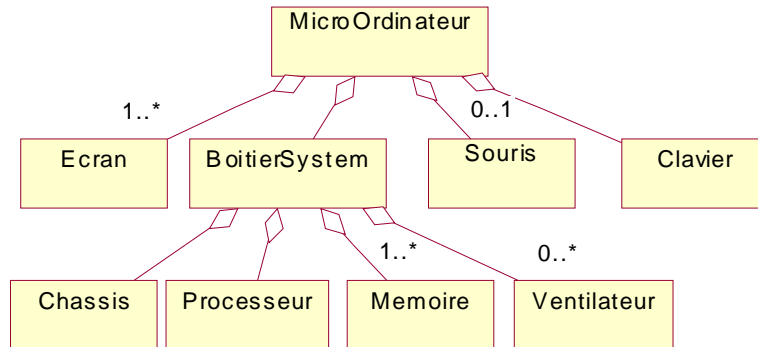 MicroOrdinateur
1..*
0..1
Ecran
BoitierSystem
Souris
Clavier
1..*
0..*
Chassis
Processeur
Memoire
Ventilateur